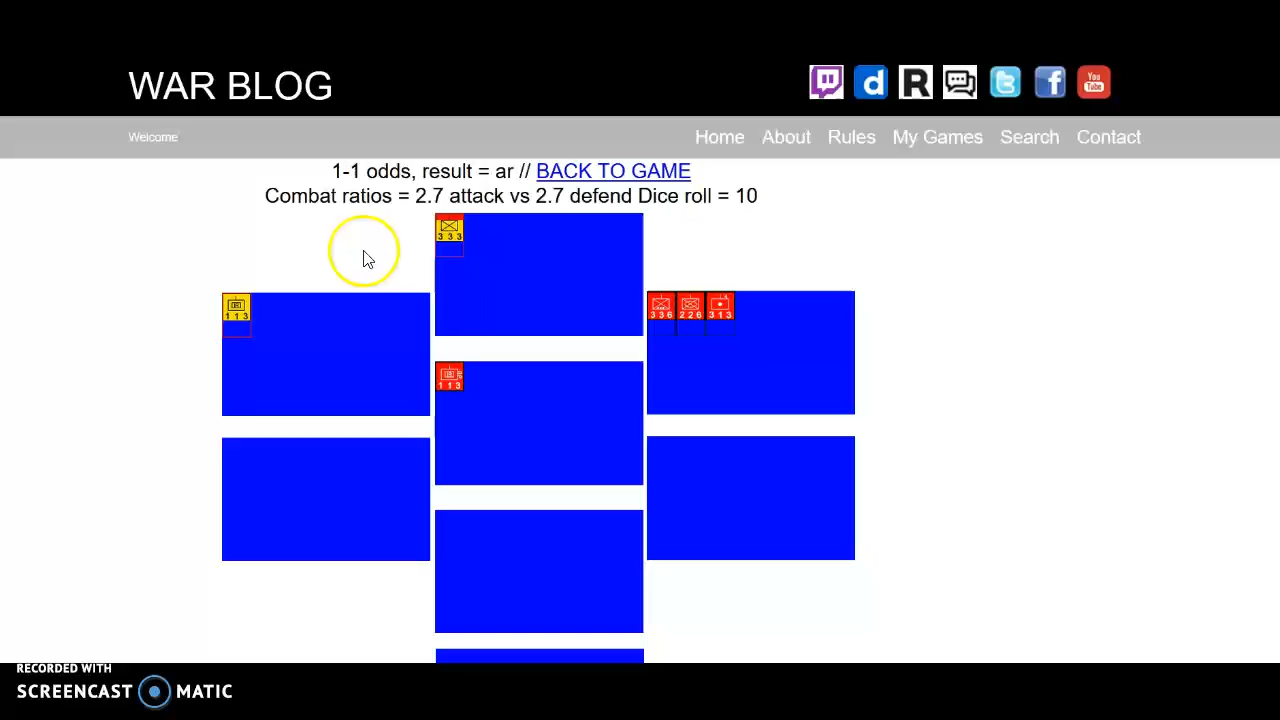 WAR BLOG
Welcome
Home About Rules My Games Search Contact
1-1 odds, result = ar // BACK TO GAME
Combat ratios = 2.7 attack vs 2.7 defend Dice roll = 10
3 3 3
1 1 3
3 3 6 2 2 6 3 1 3
1 1 3
RECORDED WITH
SCREENCAST MATIC